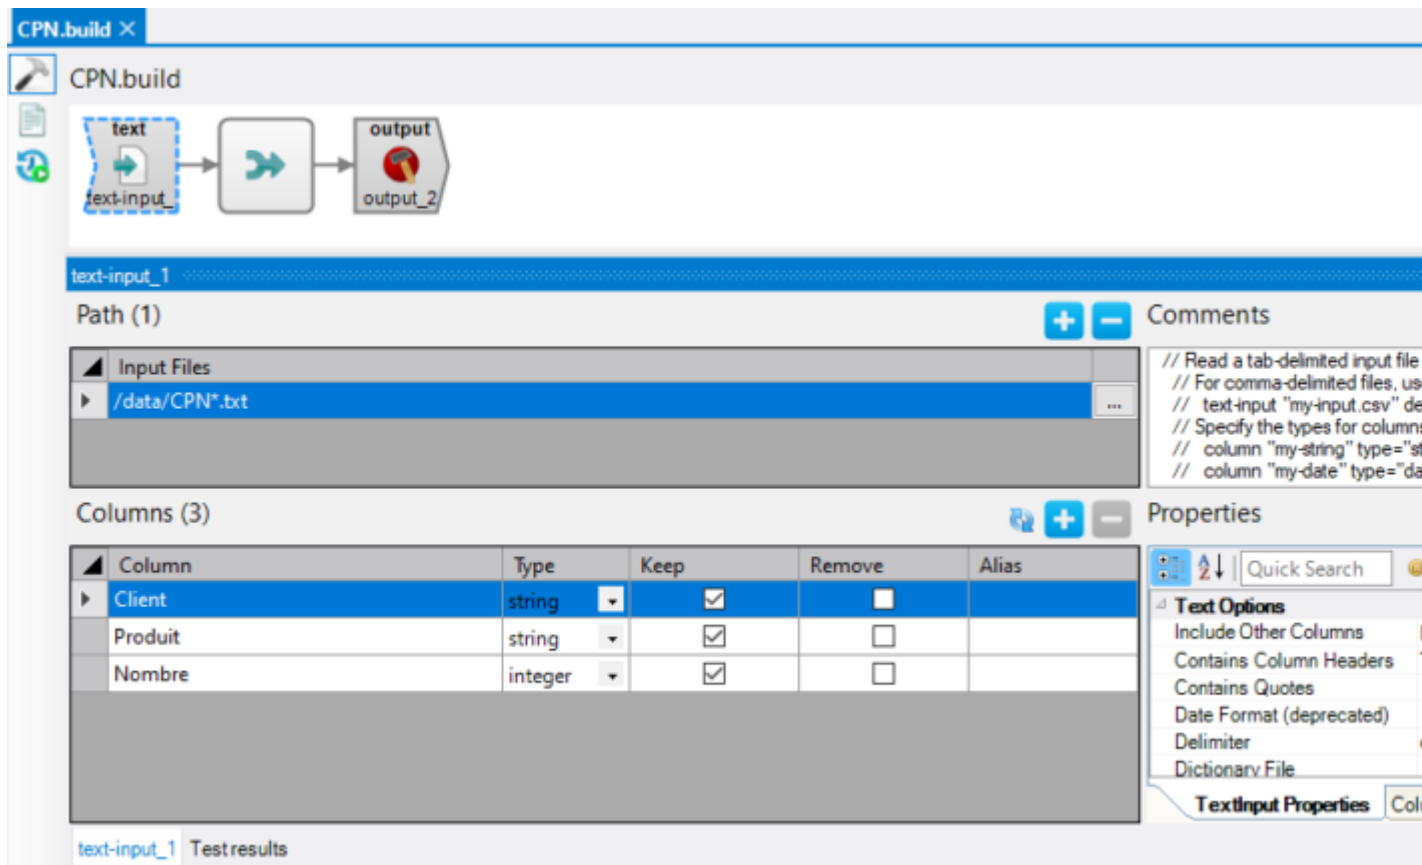 CPN.build ×
CPN.build
text
text-input_
output
output_2
text-input_1
Path (1)
Input Files
/data/CPN*.txt
...
Comments
// Read a tab-delimited input file
// For comma-delimited files, us
// text-input "my-input.csv" de
// Specify the types for columns
// column "my-string" type="st
// column "my-date" type="da
Columns (3)
Column Type Keep Remove Alias
Client string
Produit string
Nombre integer
Properties
Quick Search
Text Options
Include Other Columns
Contains Column Headers
Contains Quotes
Date Format (deprecated)
Delimiter
Dictionary File
TextInput Properties Col
text-input_1 Test results